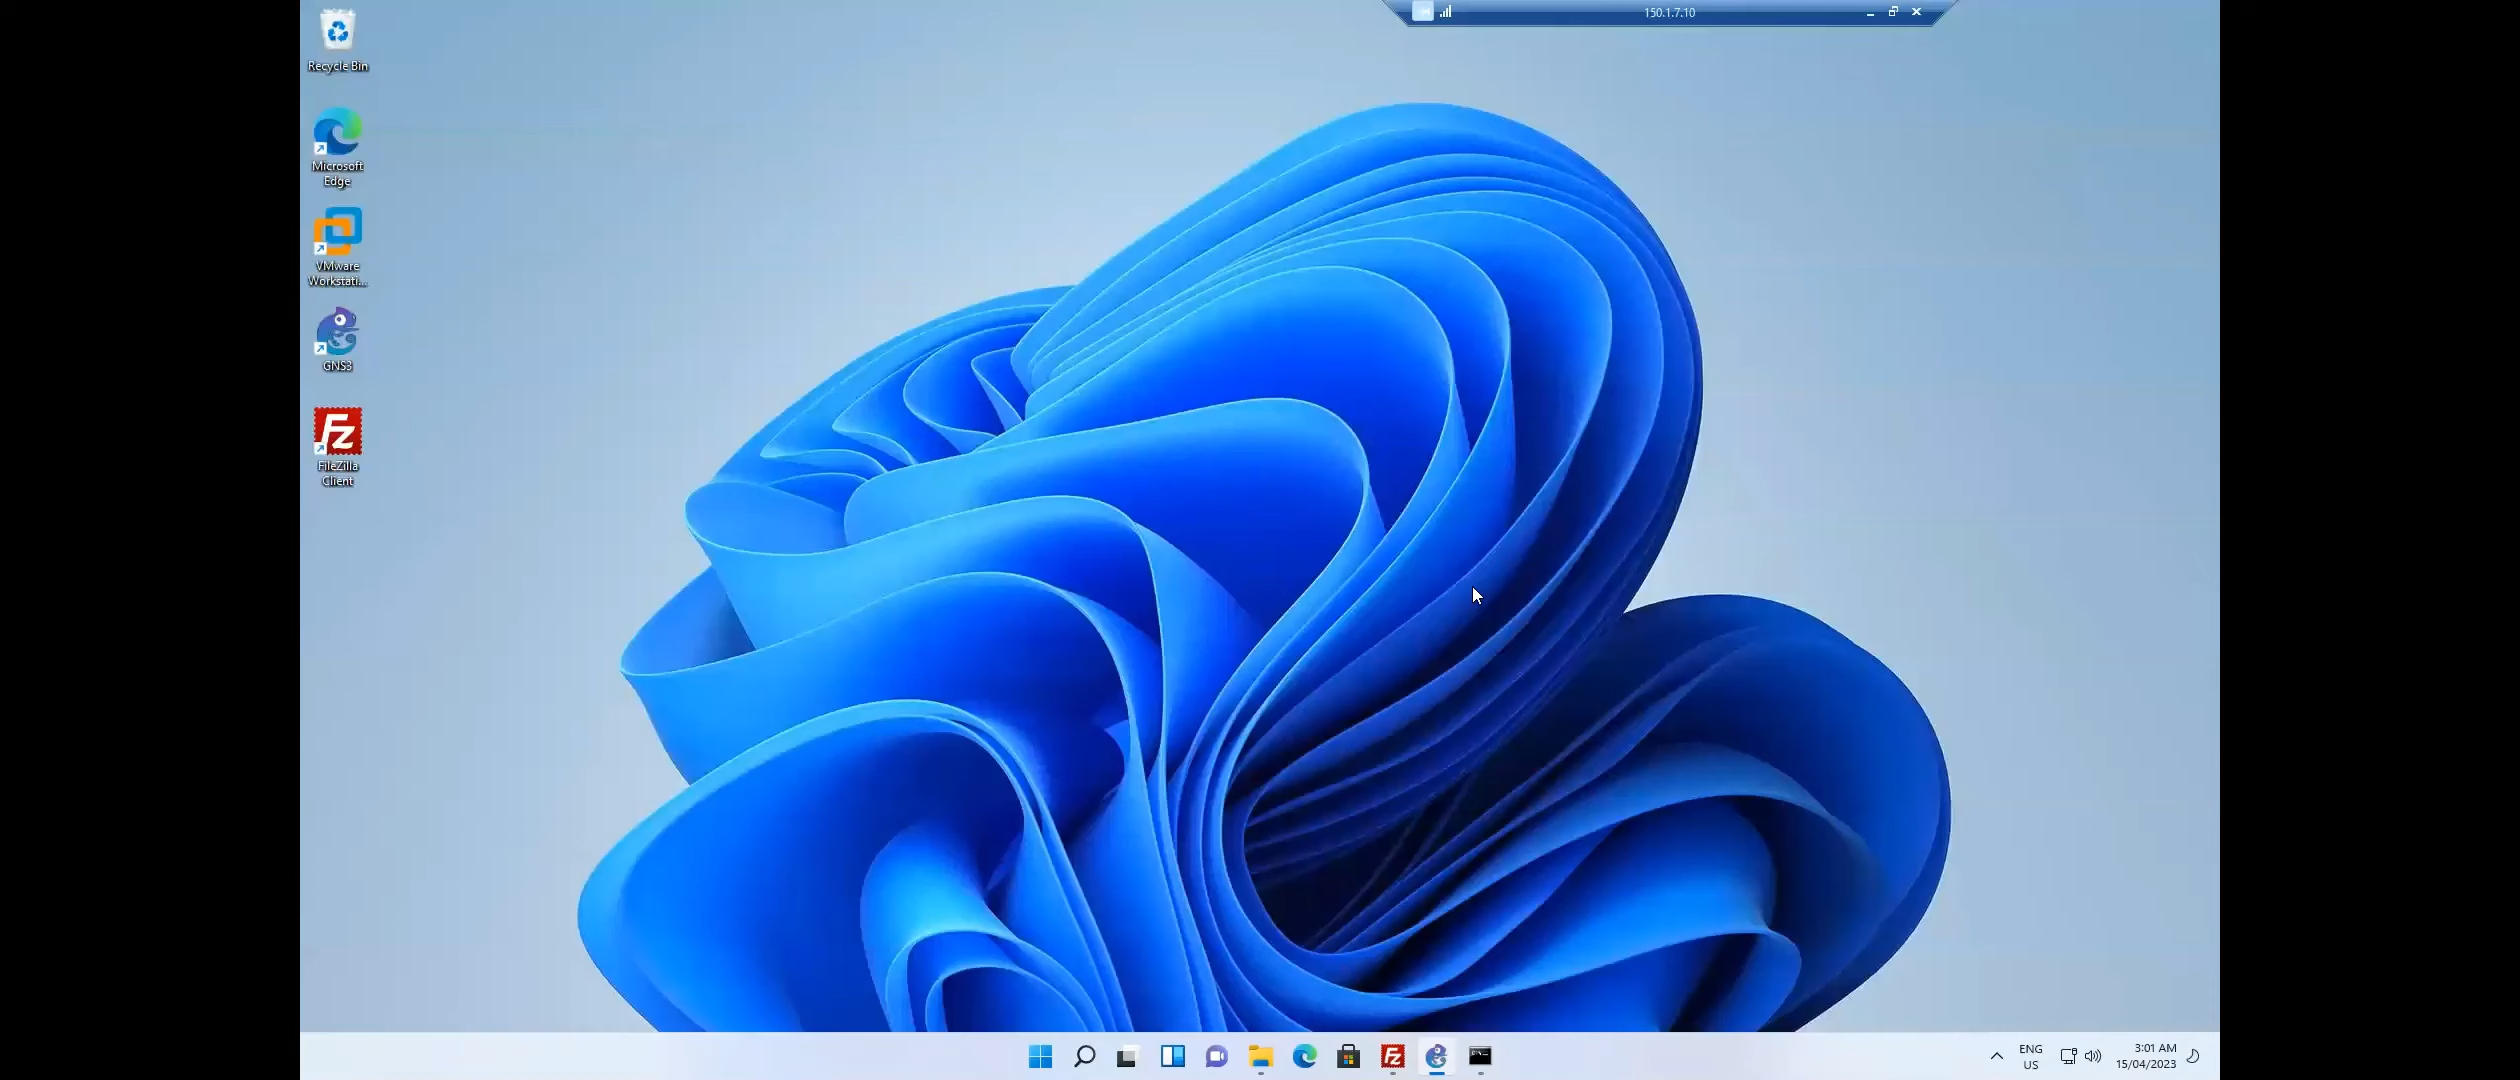 150.1.7.10
Recycle Bin
Microsoft
Edge
VMware
Workstati...
GNS3
FileZilla
Client
ENG
US
3:01 AM
15/04/2023